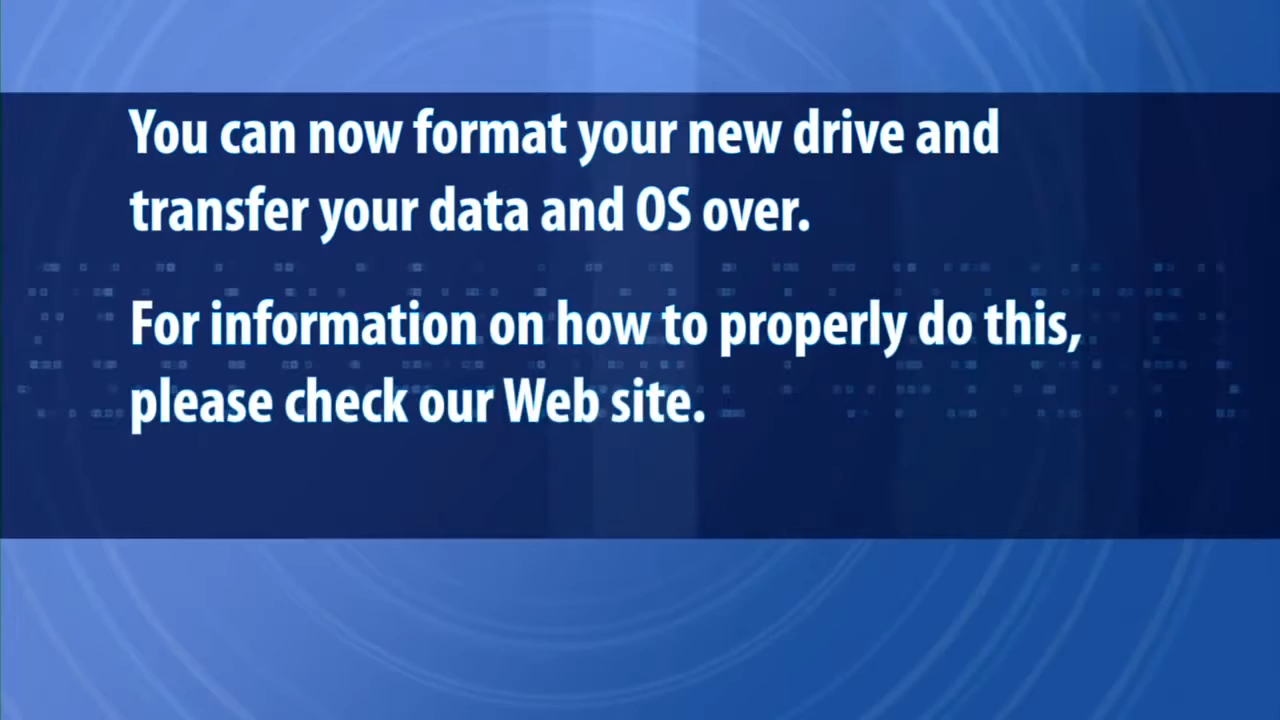 You can now format your new drive and
transfer your data and OS over.
For information on how to properly do this,
please check our Web site.